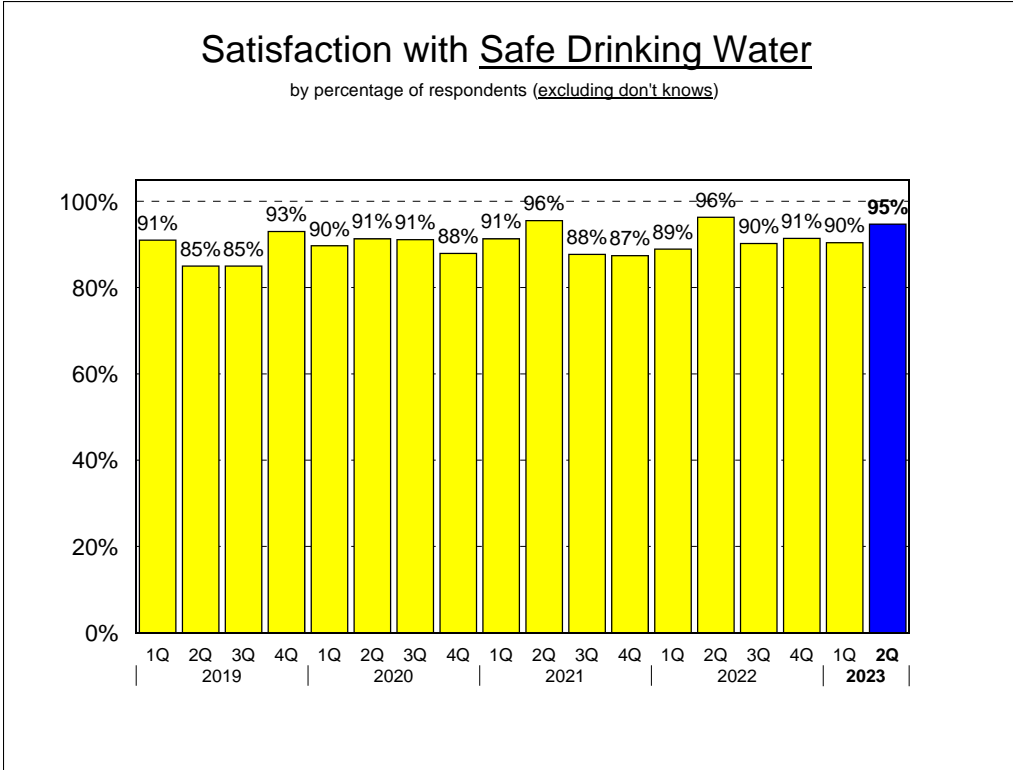 Satisfaction with Safe Drinking Water
by percentage of respondents (excluding don't knows)
100%
80%
60%
40%
20%
0%
91% 85% 85% 93% 90% 91% 91% 88% 91% 96% 88% 87% 89% 96% 90% 91% 90% 95%
1Q 2Q 3Q 4Q 1Q 2Q 3Q 4Q 1Q 2Q 3Q 4Q 1Q 2Q 3Q 4Q 1Q 2Q
2019 2020 2021 2022 2023